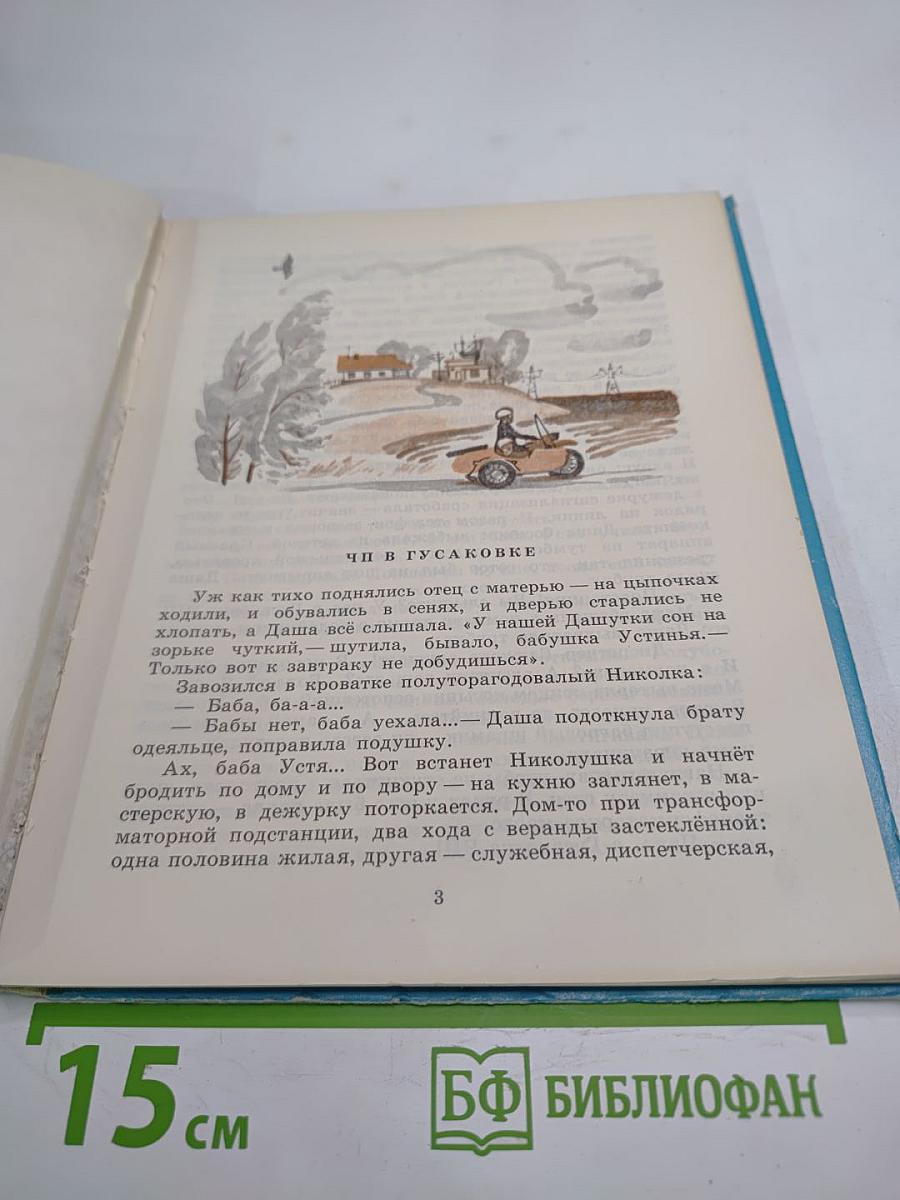 ЧП В ГУСАКОВКЕ
Уж как тихо поднялись отец с матерью — на цыпочках
ходили, и обувались в сенях, и дверью старались не
хлопать, а Даша всё слышала. «У нашей Дашутки сон на
зорьке чуткий,— шутила, бывало, бабушка Устинья.—
Только вот к завтраку не добудишься».
Завозился в кроватке полуторагодовалый Николка:
— Баба, ба-а-а...
— Бабы нет, баба уехала...— Даша подоткнула брату
одеяльце, поправила подушку.
Ах, баба Устя... Вот встанет Николушка и начнёт
бродить по дому и по двору — на кухню заглянет, в ма-
стерскую, в дежурку поторкается. Дом-то при трансфор-
маторной подстанции, два хода с веранды застеклённой:
одна половина жилая, другая — служебная, диспетчерская,
3
15 см
БФ БИБЛИОФАН